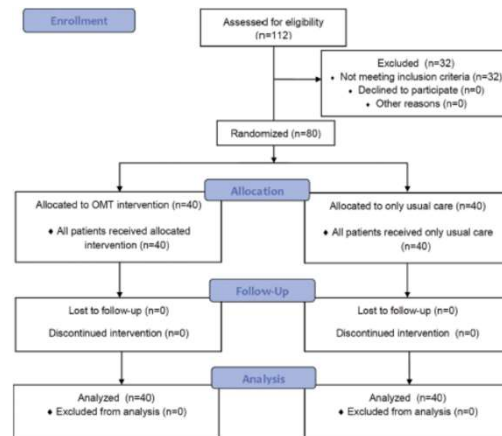 Enrollment
Assessed for eligibility
(n=112)
Excluded (n=32)
• Not meeting inclusion criteria (n=32)
• Declined to participate (n=0)
• Other reasons (n=0)
Randomized (n=80)
Allocation
Allocated to OMT intervention (n=40)
♦ All patients received allocated
intervention (n=40)
Allocated to only usual care (n=40)
♦ All patients received only usual care
(n=40)
Follow-Up
Lost to follow-up (n=0)
Discontinued intervention (n=0)
Lost to follow-up (n=0)
Discontinued intervention (n=0)
Analysis
Analyzed (n=40)
♦ Excluded from analysis (n=0)
Analyzed (n=40)
♦ Excluded from analysis (n=0)